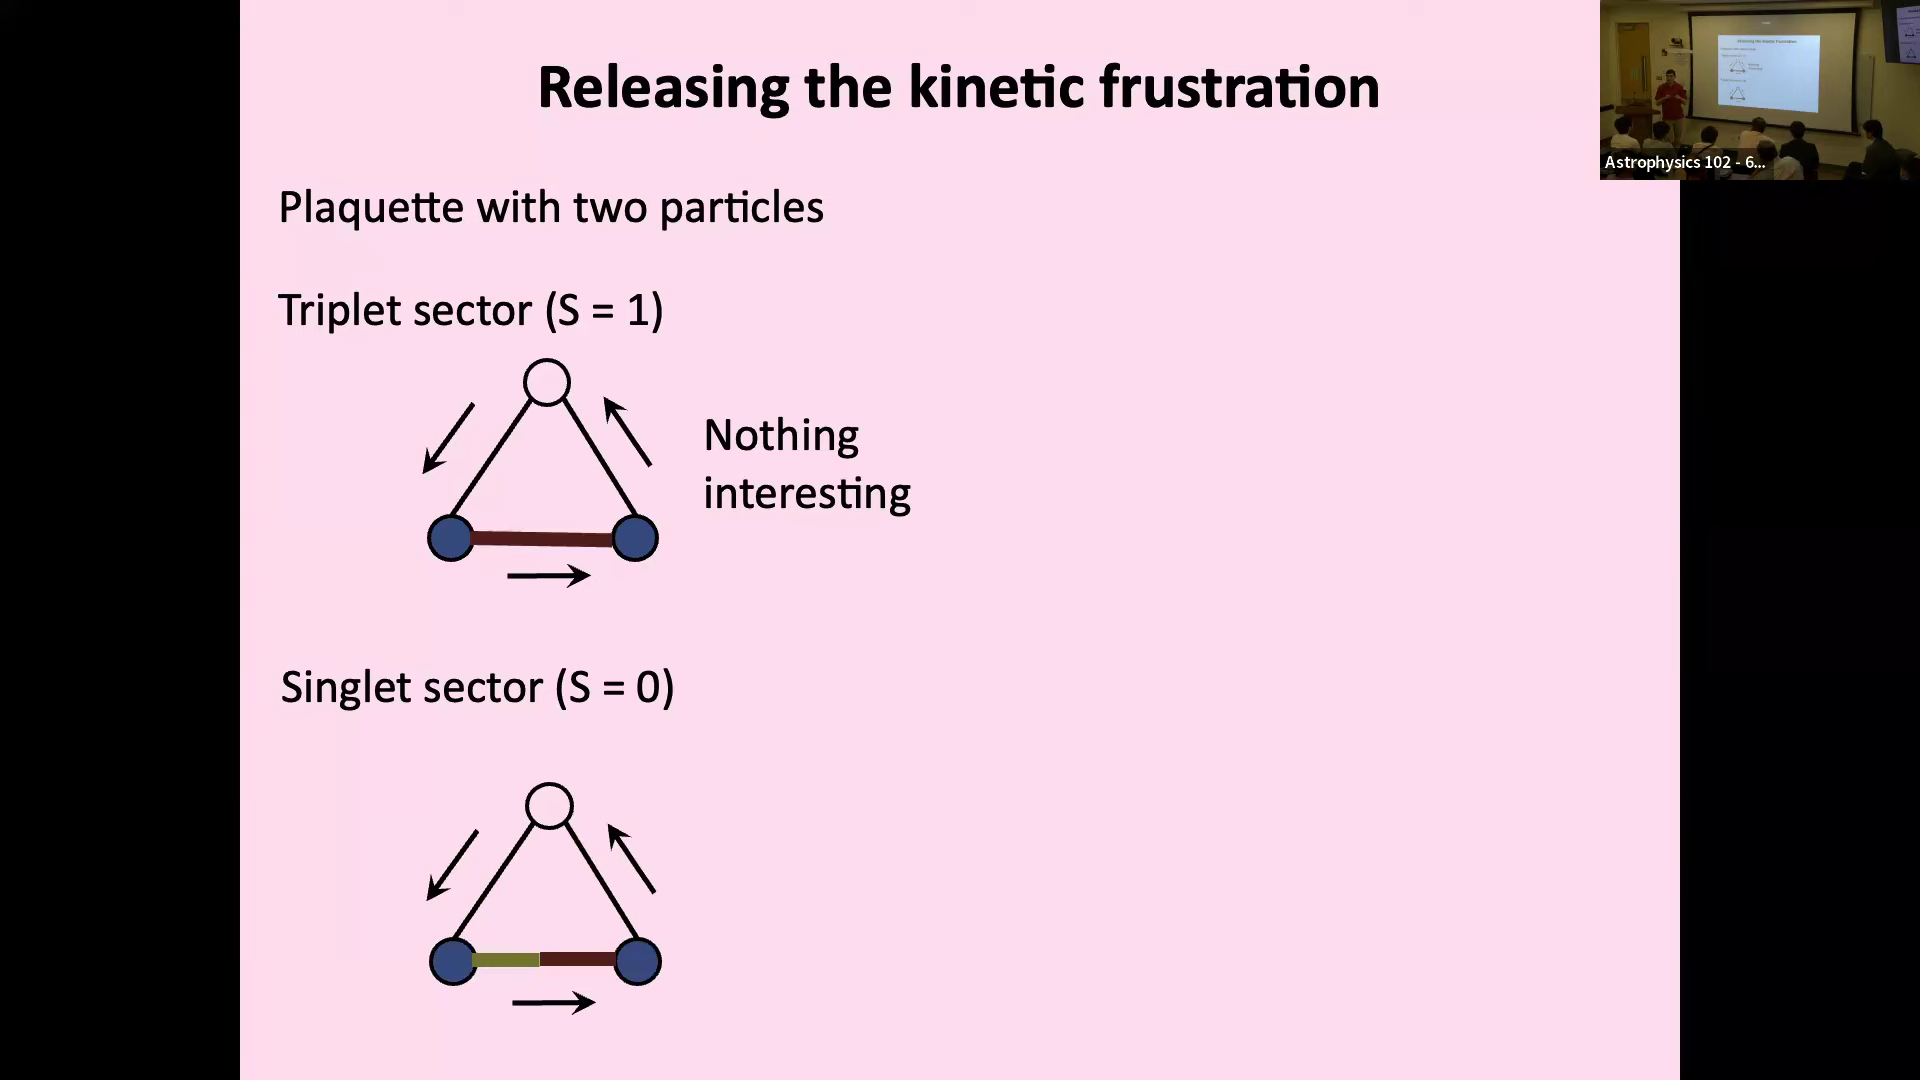 Releasing the kinetic frustration
Plaquette with two particles
Triplet sector (S = 1)
Nothing
interesting
Singlet sector (S = 0)
Astrophysics 102 - 6...